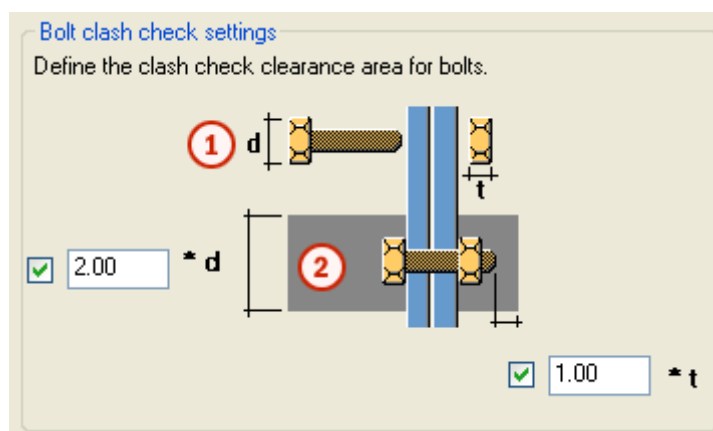 Bolt clash check settings
Define the clash check clearance area for bolts.
1 d
t
2.00 * d
2
1.00 * t